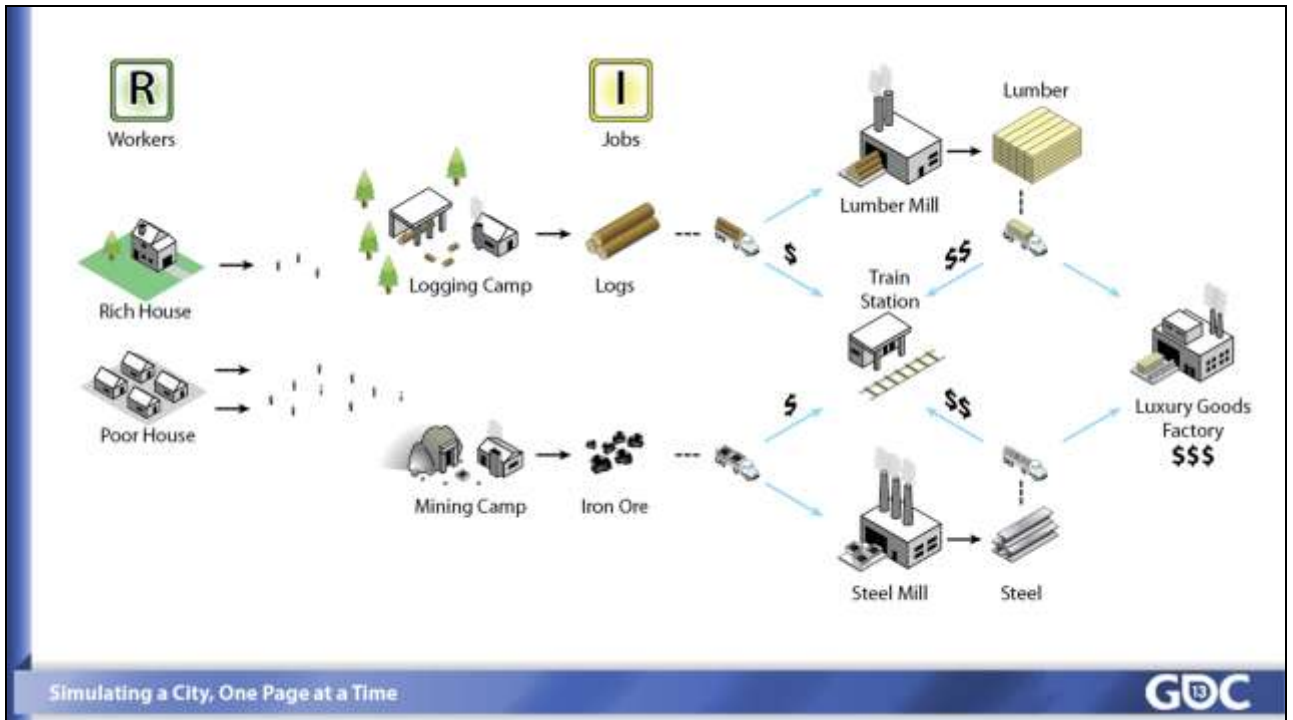 R
Workers
I
Jobs
Lumber
Lumber Mill
Rich House
Logging Camp
Logs
$
$$
Train
Station
Poor House
Mining Camp
Iron Ore
$
$$
Luxury Goods
Factory
$$$
Steel Mill
Steel
Simulating a City, One Page at a Time
GDC
13